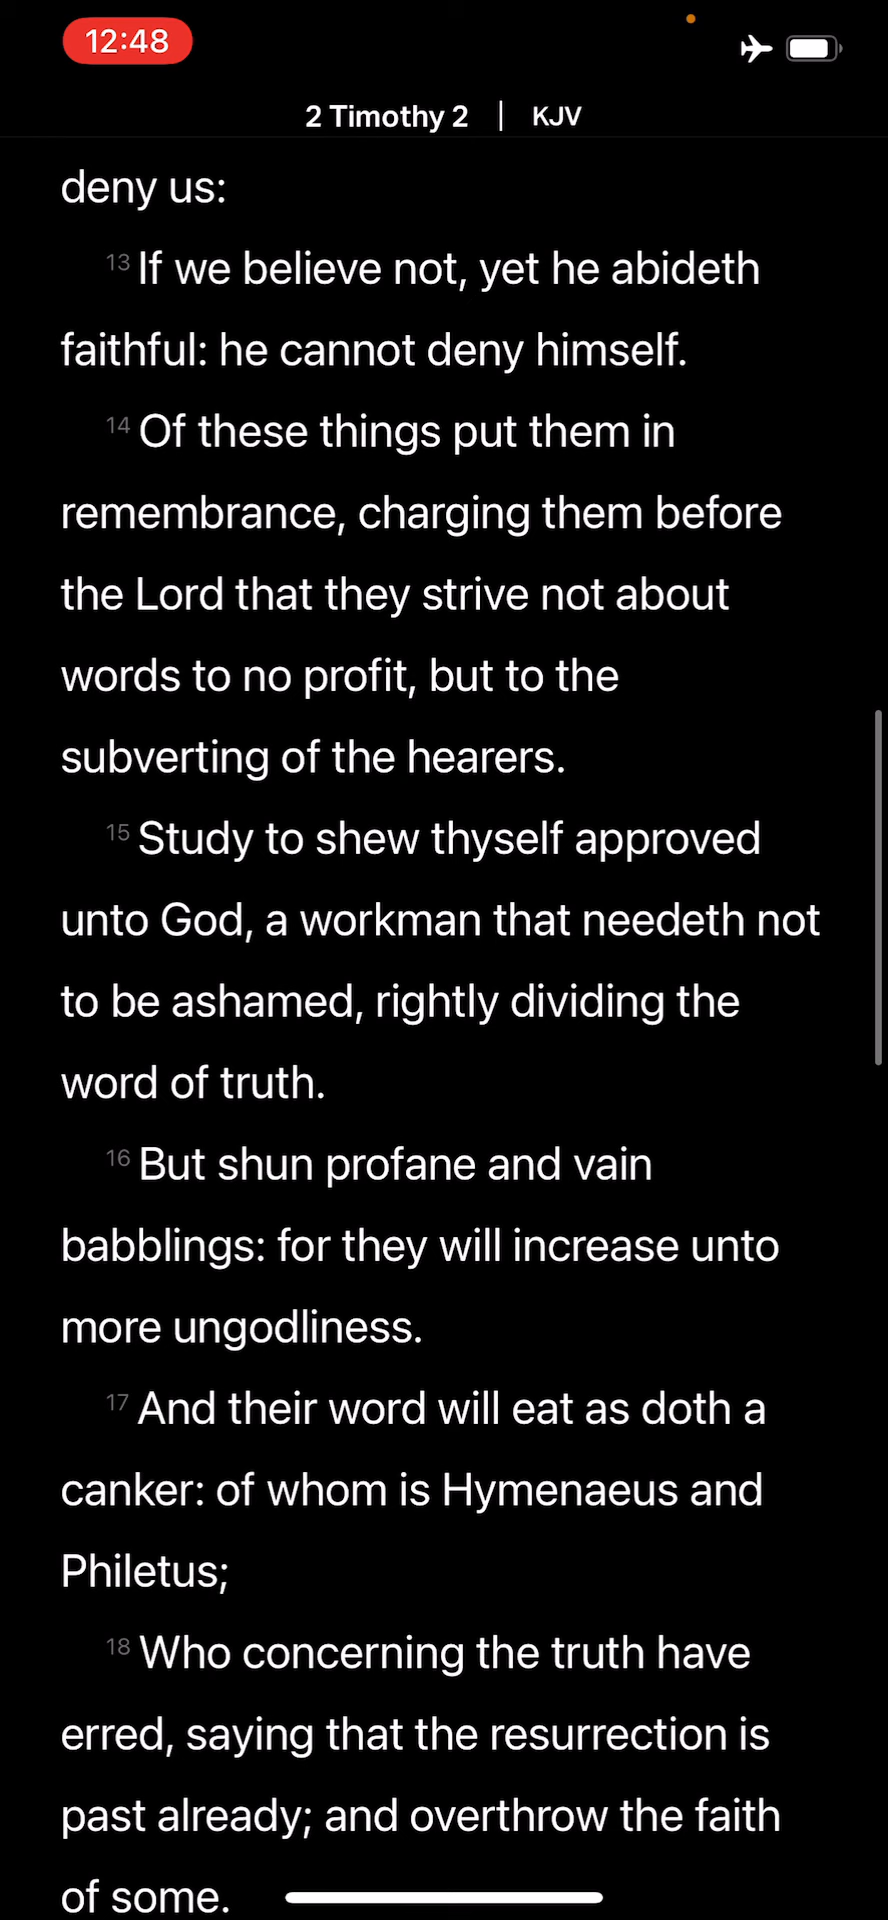 12:48
2 Timothy 2 | KJV
deny us:
13 If we believe not, yet he abideth
faithful: he cannot deny himself.
14 Of these things put them in
remembrance, charging them before
the Lord that they strive not about
words to no profit, but to the
subverting of the hearers.
15 Study to shew thyself approved
unto God, a workman that needeth not
to be ashamed, rightly dividing the
word of truth.
16 But shun profane and vain
babblings: for they will increase unto
more ungodliness.
17 And their word will eat as doth a
canker: of whom is Hymenaeus and
Philetus;
18 Who concerning the truth have
erred, saying that the resurrection is
past already; and overthrow the faith
of some.